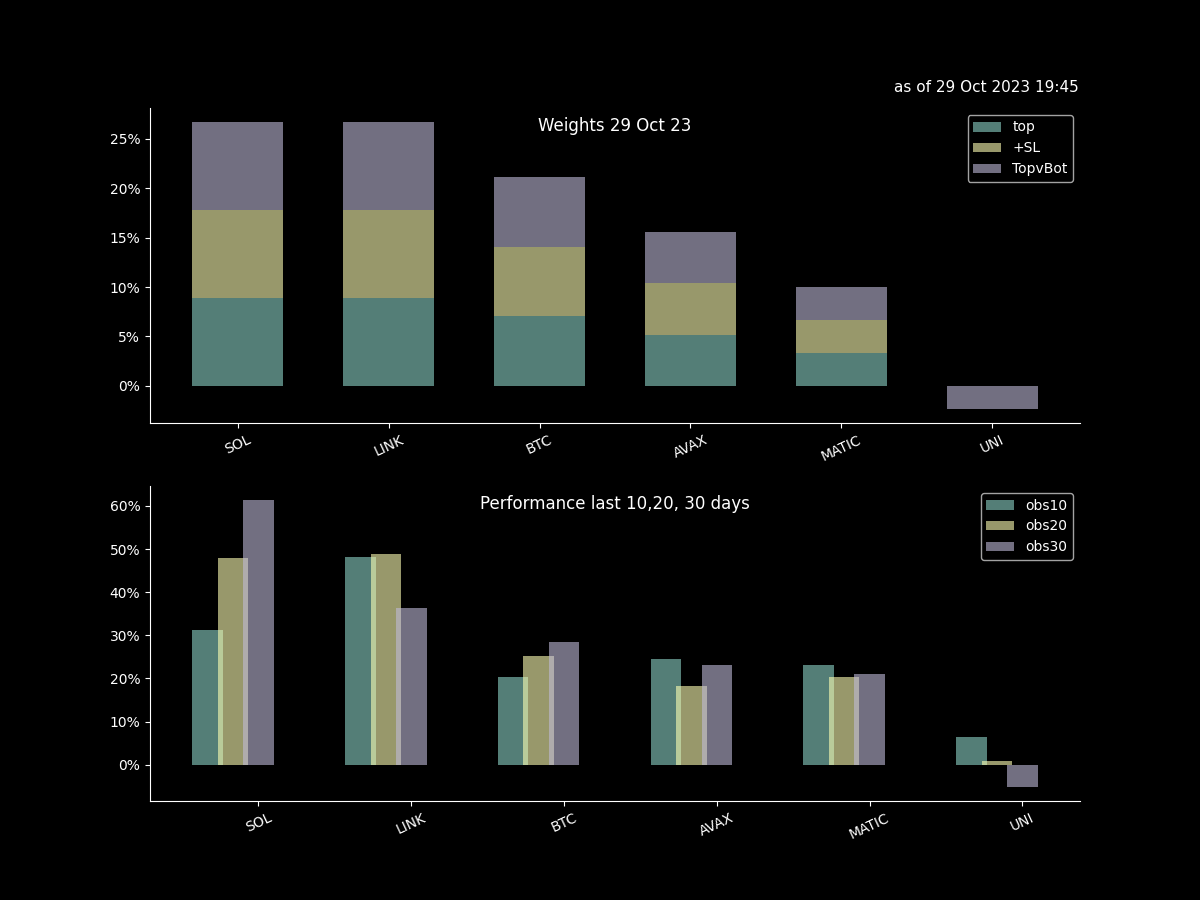 as of 29 Oct 2023 19:45
Weights 29 Oct 23
top
+SL
TopvBot
25%
20%
15%
10%
5%
0%
SOL
LINK
BTC
AVAX
MATIC
UNI
Performance last 10,20, 30 days
obs10
obs20
obs30
60%
50%
40%
30%
20%
10%
0%
SOL
LINK
BTC
AVAX
MATIC
UNI